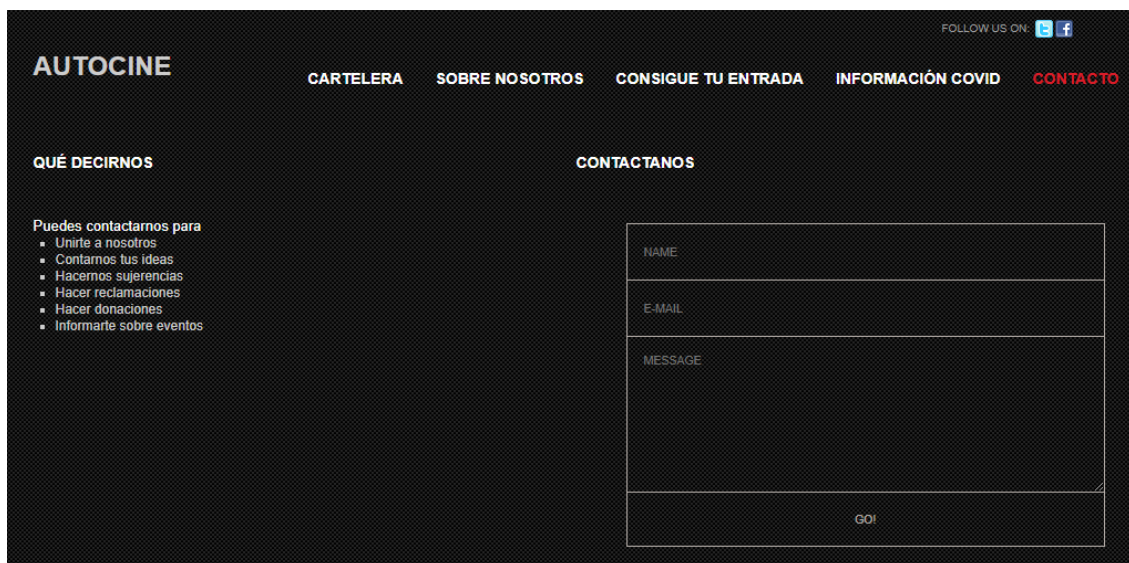 FOLLOW US ON:
AUTOCINE
CARTELERA SOBRE NOSOTROS CONSIGUE TU ENTRADA INFORMACIÓN COVID CONTACTO
QUÉ DECIRNOS
CONTACTANOS
Puedes contactarnos para
Unirte a nosotros
Contarnos tus ideas
Hacernos sujerencias
Hacer reclamaciones
Hacer donaciones
Informarte sobre eventos
NAME
E-MAIL
MESSAGE
GO!